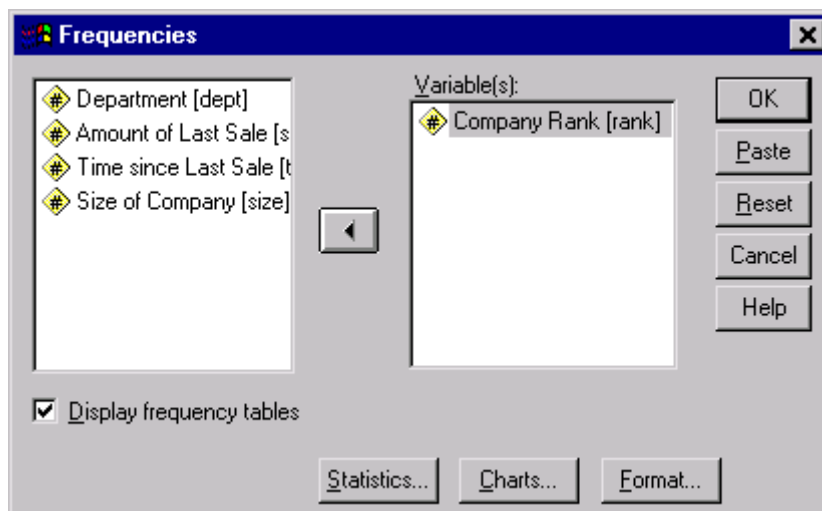 Frequencies
Department [dept]
Amount of Last Sale [s
Time since Last Sale [t
Size of Company [size]
Variable(s):
Company Rank [rank]
OK
Paste
Reset
Cancel
Help
Display frequency tables
Statistics...
Charts...
Format...